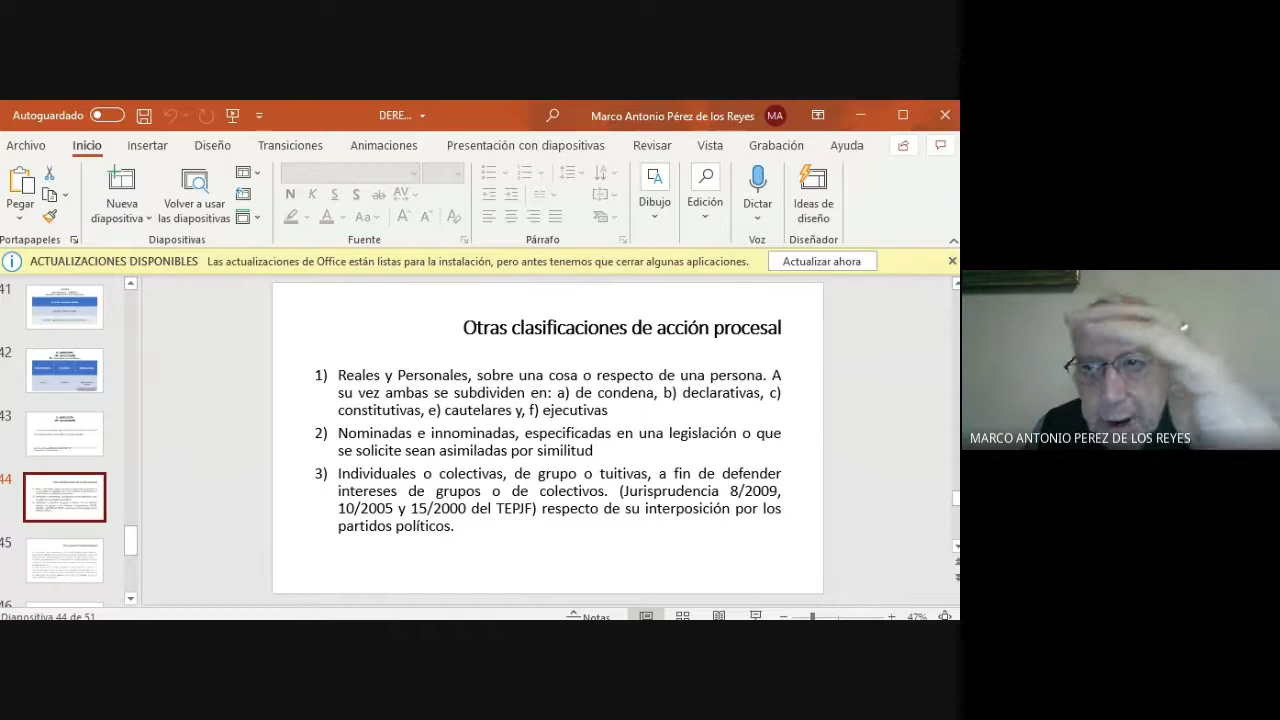 Autoguardado
DERE...
Marco Antonio Pérez de los Reyes
MA
Archivo
Inicio
Insertar
Diseño
Transiciones
Animaciones
Presentación con diapositivas
Revisar
Vista
Grabación
Ayuda
Pegar
Nueva
diapositiva
Volver a usar
las diapositivas
N K S S ab AV
A Aa A A A
Dibujo
Edición
Dictar
Ideas de
diseño
Portapapeles
Diapositivas
Fuente
Párrafo
Voz
Diseñador
ACTUALIZACIONES DISPONIBLES Las actualizaciones de Office están listas para la instalación, pero antes tenemos que cerrar algunas aplicaciones.
Actualizar ahora
41
42
43
44
45
46
Otras clasificaciones de acción procesal
1) Reales y Personales, sobre una cosa o respecto de una persona. A
su vez ambas se subdividen en: a) de condena, b) declarativas, c)
constitutivas, e) cautelares y, f) ejecutivas
2) Nominadas e innominadas, especificadas en una legislación o que
se solicite sean asimiladas por similitud
3) Individuales o colectivas, de grupo o tuitivas, a fin de defender
intereses de grupos o de colectivos. (Jurisprudencia 8/2009,
10/2005 y 15/2000 del TEPJF) respecto de su interposición por los
partidos políticos.
Diapositiva 44 de 51
Notas
47%
MARCO ANTONIO PEREZ DE LOS REYES